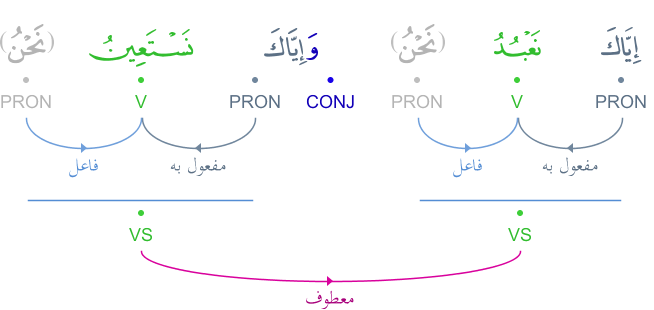 إِيَّاكَ نَعْبُدُ (نَحْنُ) وَإِيَّاكَ نَسْتَعِينُ (نَحْنُ)
PRON V PRON CONJ PRON V PRON
مفعول به فاعل مفعول به فاعل
VS VS
معطوف